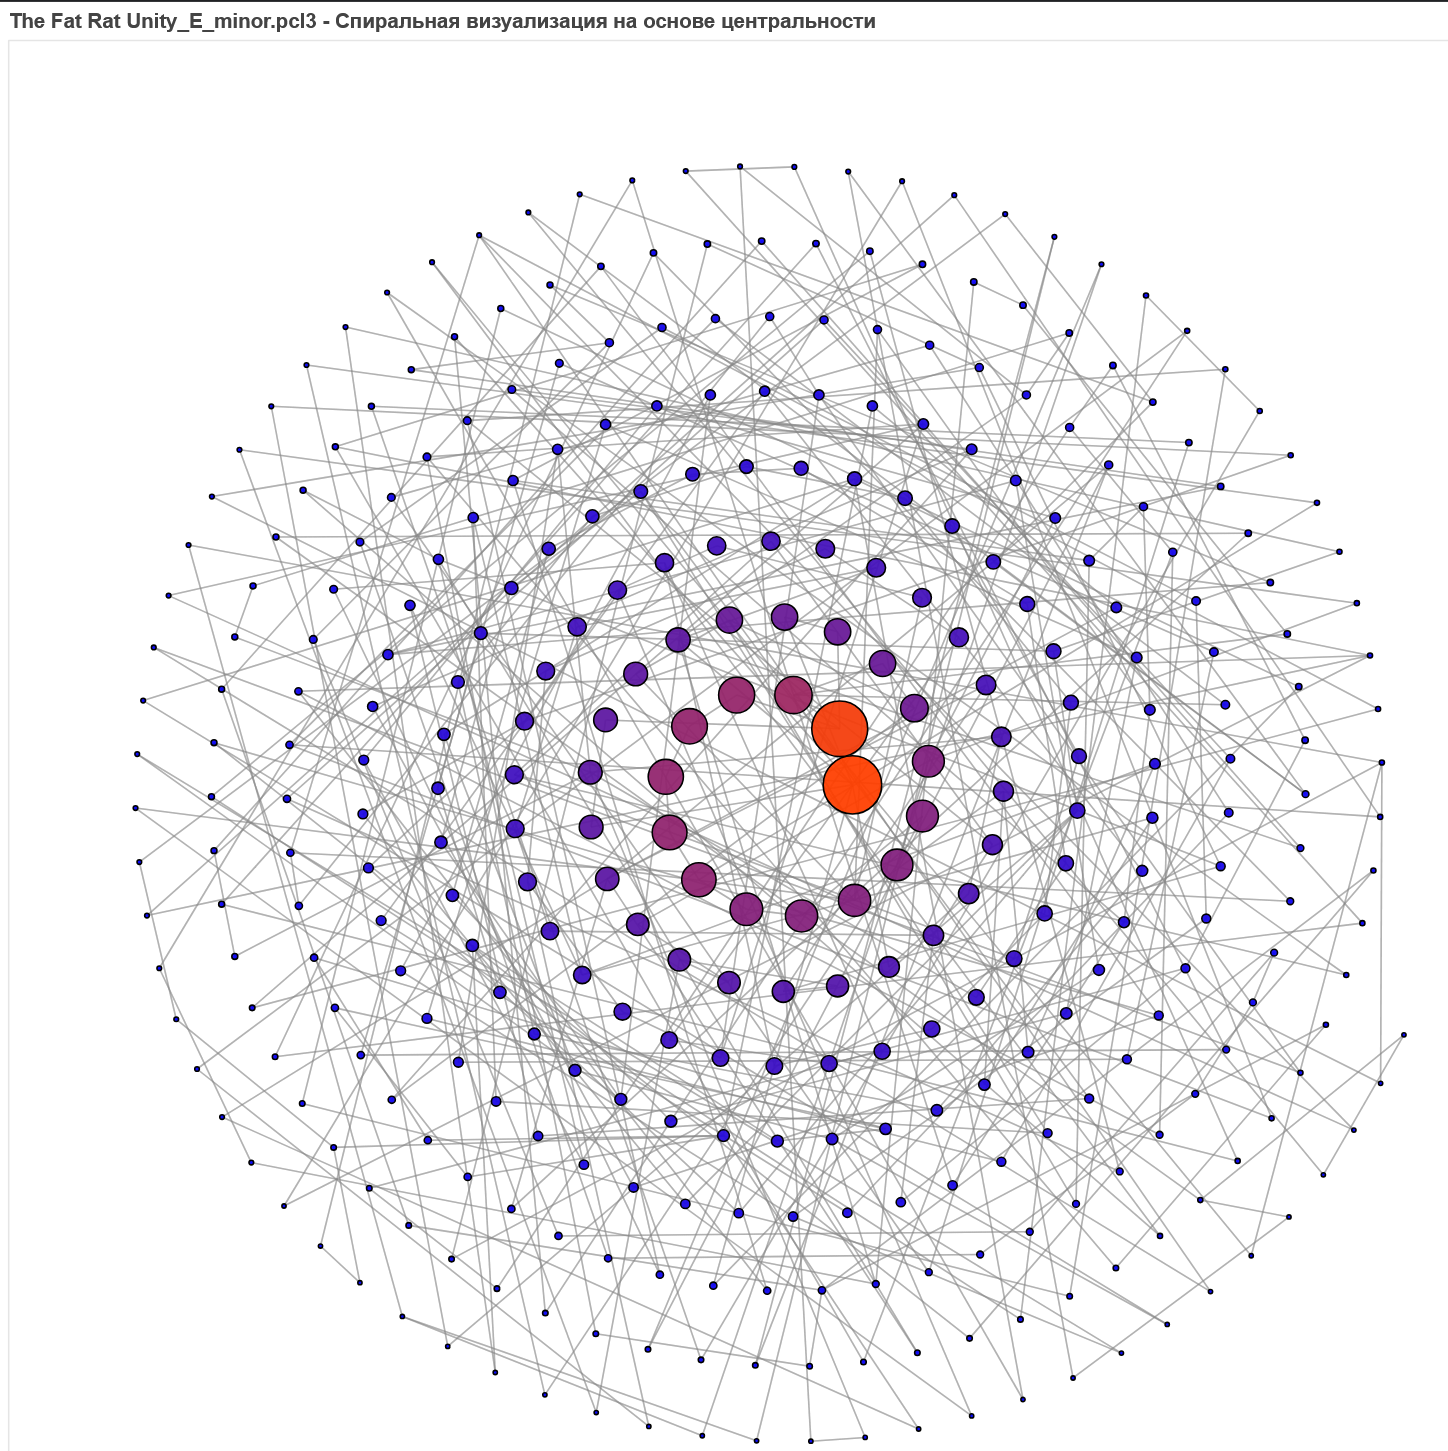 The Fat Rat Unity_E_minor.pcl3 - Спиральная визуализация на основе центральности